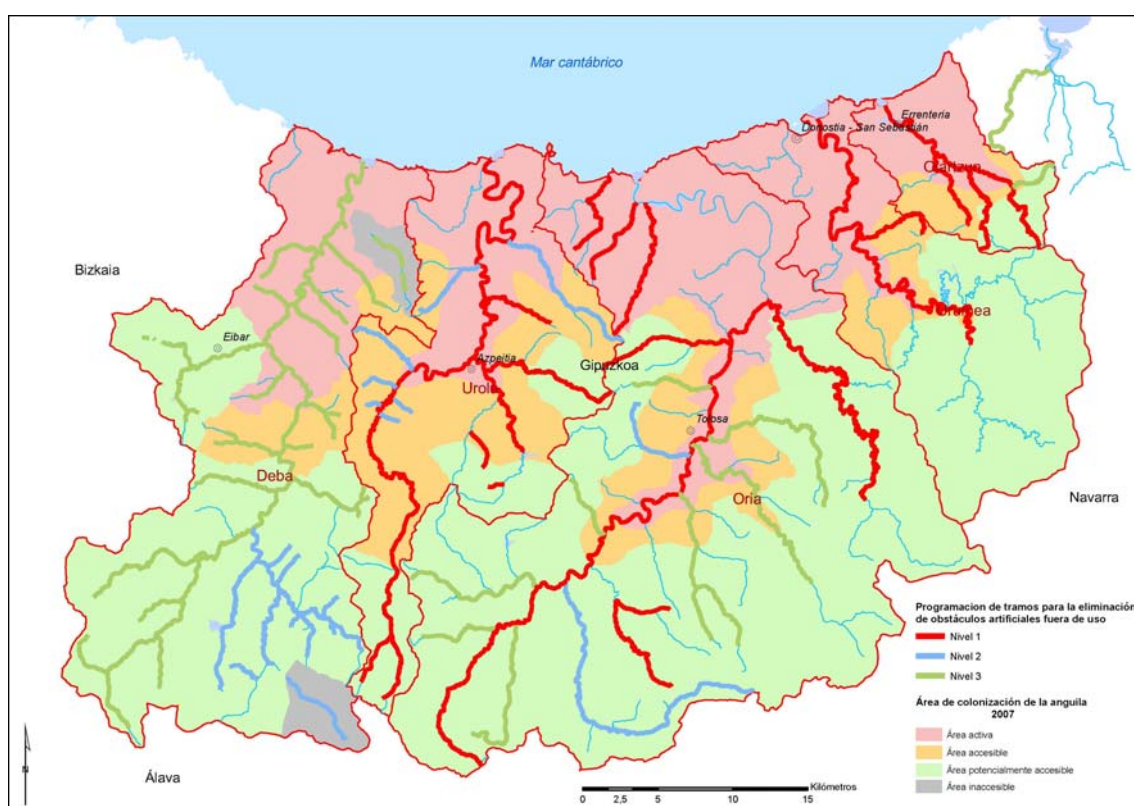 Mar cantábrico
Errenteria
Donostia - San Sebastián
Oiartzun
Bizkaia
Eibar
Urumea
Azpeitia
Gipuzkoa
Urola
Tolosa
Deba
Oria
Navarra
Álava
Programacion de tramos para la eliminación
de obstáculos artificiales fuera de uso
Nivel 1
Nivel 2
Nivel 3
Área de colonización de la anguila
2007
Área activa
Área accesible
Área potencialmente accesible
Área inaccesible
N
Kilómetros
0 2,5 5 10 15